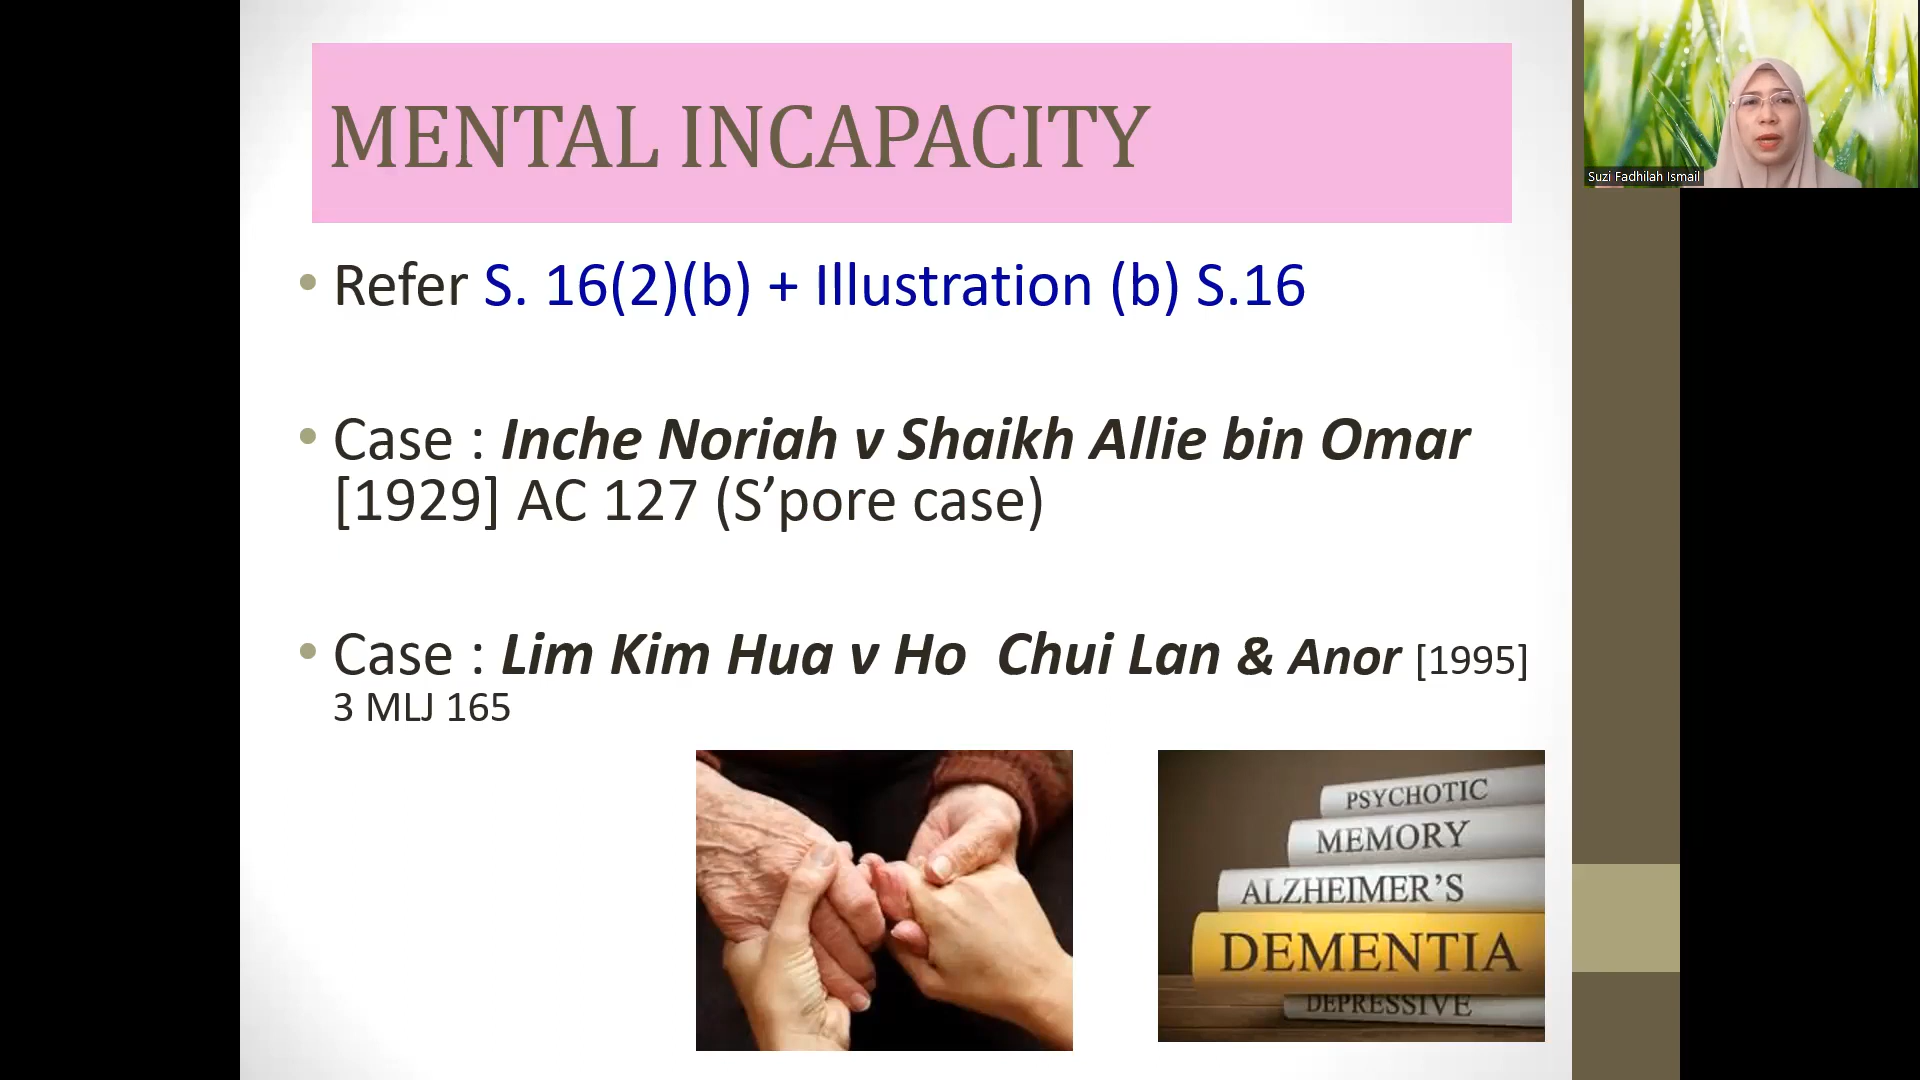 MENTAL INCAPACITY
Suzi Fadhilah Ismail
• Refer S. 16(2)(b) + Illustration (b) S.16
• Case : Inche Noriah v Shaikh Allie bin Omar
[1929] AC 127 (S’pore case)
• Case : Lim Kim Hua v Ho Chui Lan & Anor [1995]
3 MLJ 165
PSYCHOTIC
MEMORY
ALZHEIMER’S
DEMENTIA
DEPRESSIVE